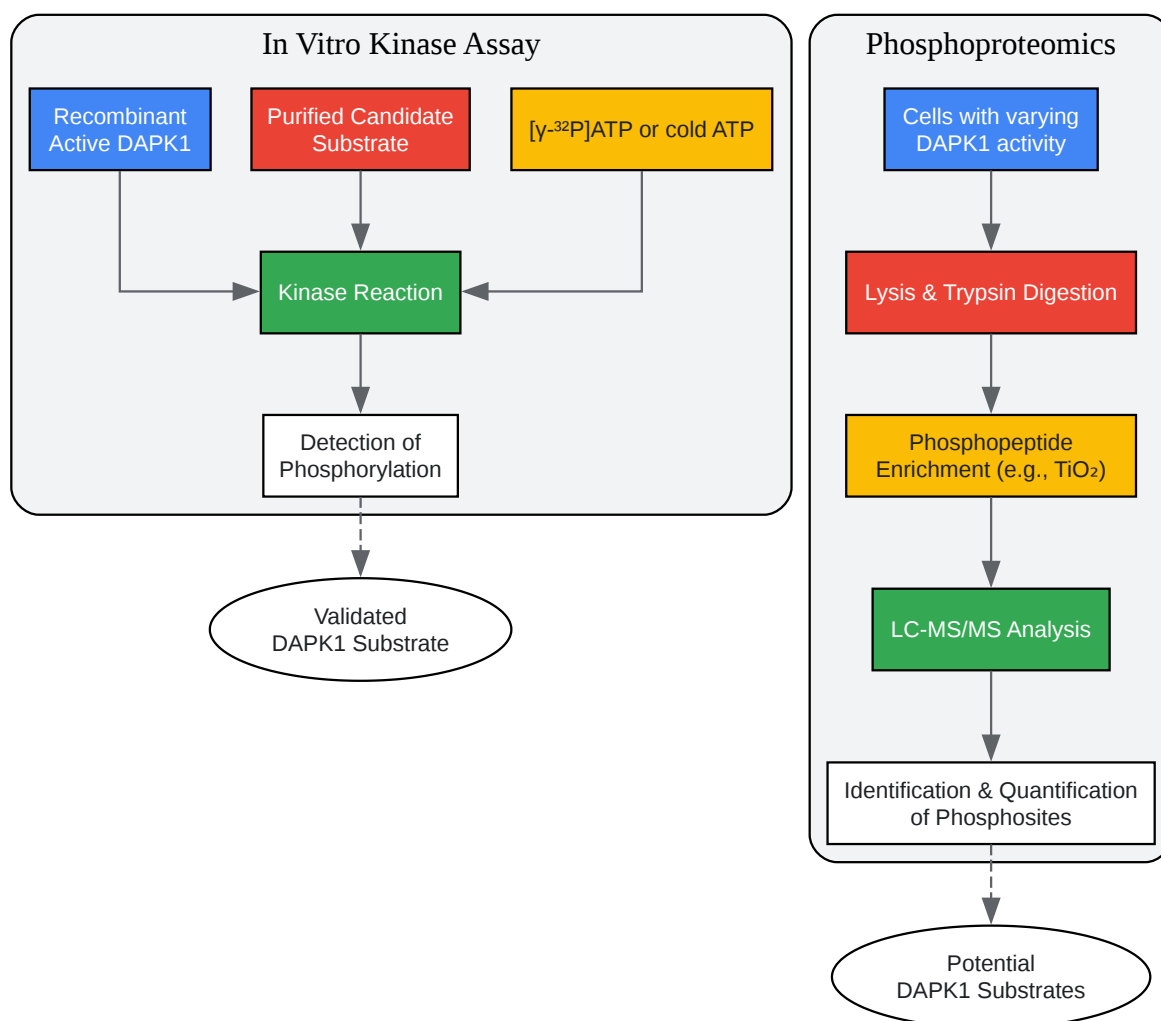 In Vitro Kinase Assay
Recombinant
Active DAPK1
Purified Candidate
Substrate
[γ-³²P]ATP or cold ATP
Kinase Reaction
Detection of
Phosphorylation
Validated
DAPK1 Substrate
Phosphoproteomics
Cells with varying
DAPK1 activity
Lysis & Trypsin Digestion
Phosphopeptide
Enrichment (e.g., TiO₂)
LC-MS/MS Analysis
Identification & Quantification
of Phosphosites
Potential
DAPK1 Substrates